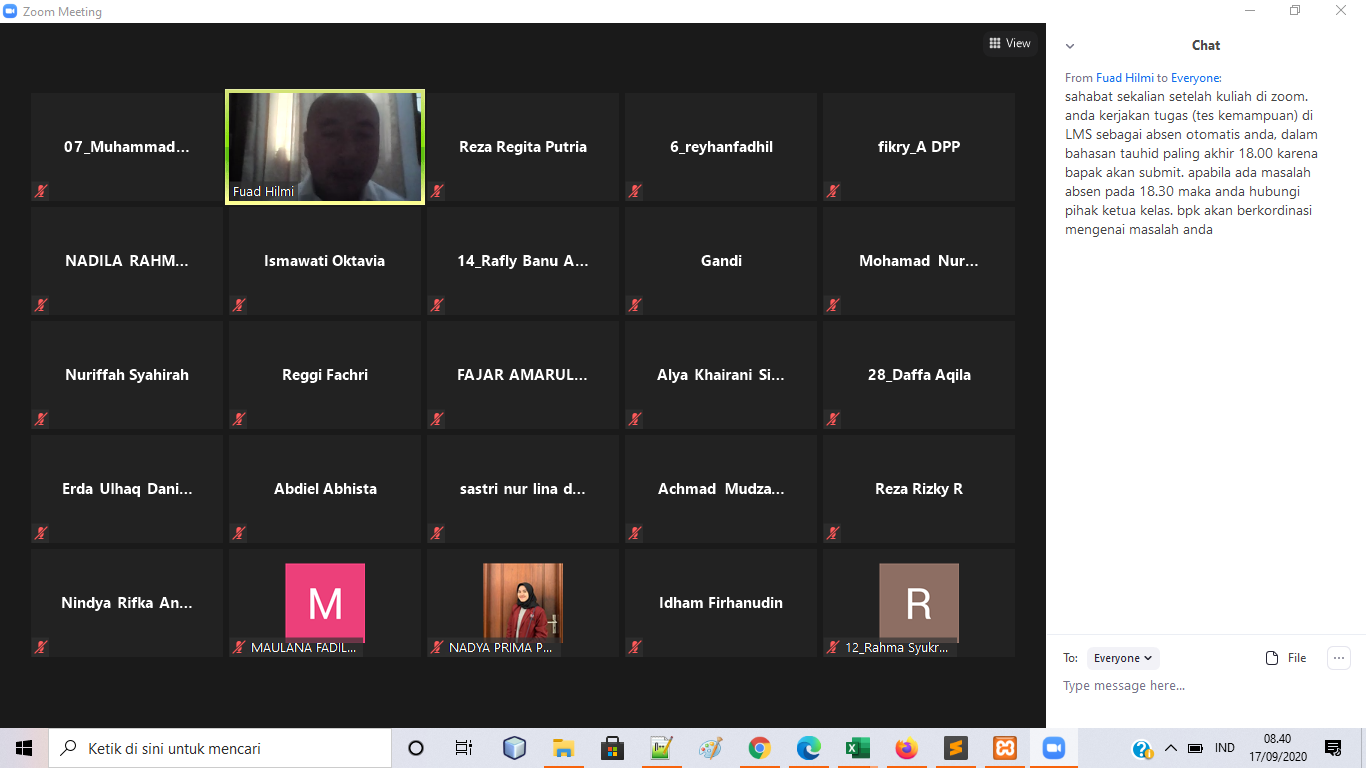 Zoom Meeting
View
07_Muhammad...
Fuad Hilmi
Reza Regita Putria
6_reyhanfadhil
fikry_A DPP
NADILA RAHM...
Ismawati Oktavia
14_Rafly Banu A...
Gandi
Mohamad Nur...
Nuriffah Syahirah
Reggi Fachri
FAJAR AMARUL...
Alya Khairani Si...
28_Daffa Aqila
Erda Ulhaq Dani...
Abdiel Abhista
sastri nur lina d...
Achmad Mudza...
Reza Rizky R
Nindya Rifka An...
M
MAULANA FADIL...
NADYA PRIMA P...
Idham Firhanudin
R
12_Rahma Syukr...
Chat
From Fuad Hilmi to Everyone:
sahabat sekalian setelah kuliah di zoom.
anda kerjakan tugas (tes kemampuan) di
LMS sebagai absen otomatis anda, dalam
bahasan tauhid paling akhir 18.00 karena
bapak akan submit. apabila ada masalah
absen pada 18.30 maka anda hubungi
pihak ketua kelas. bpk akan berkordinasi
mengenai masalah anda
To: Everyone
File
Type message here...
Ketik di sini untuk mencari
IND
08.40
17/09/2020